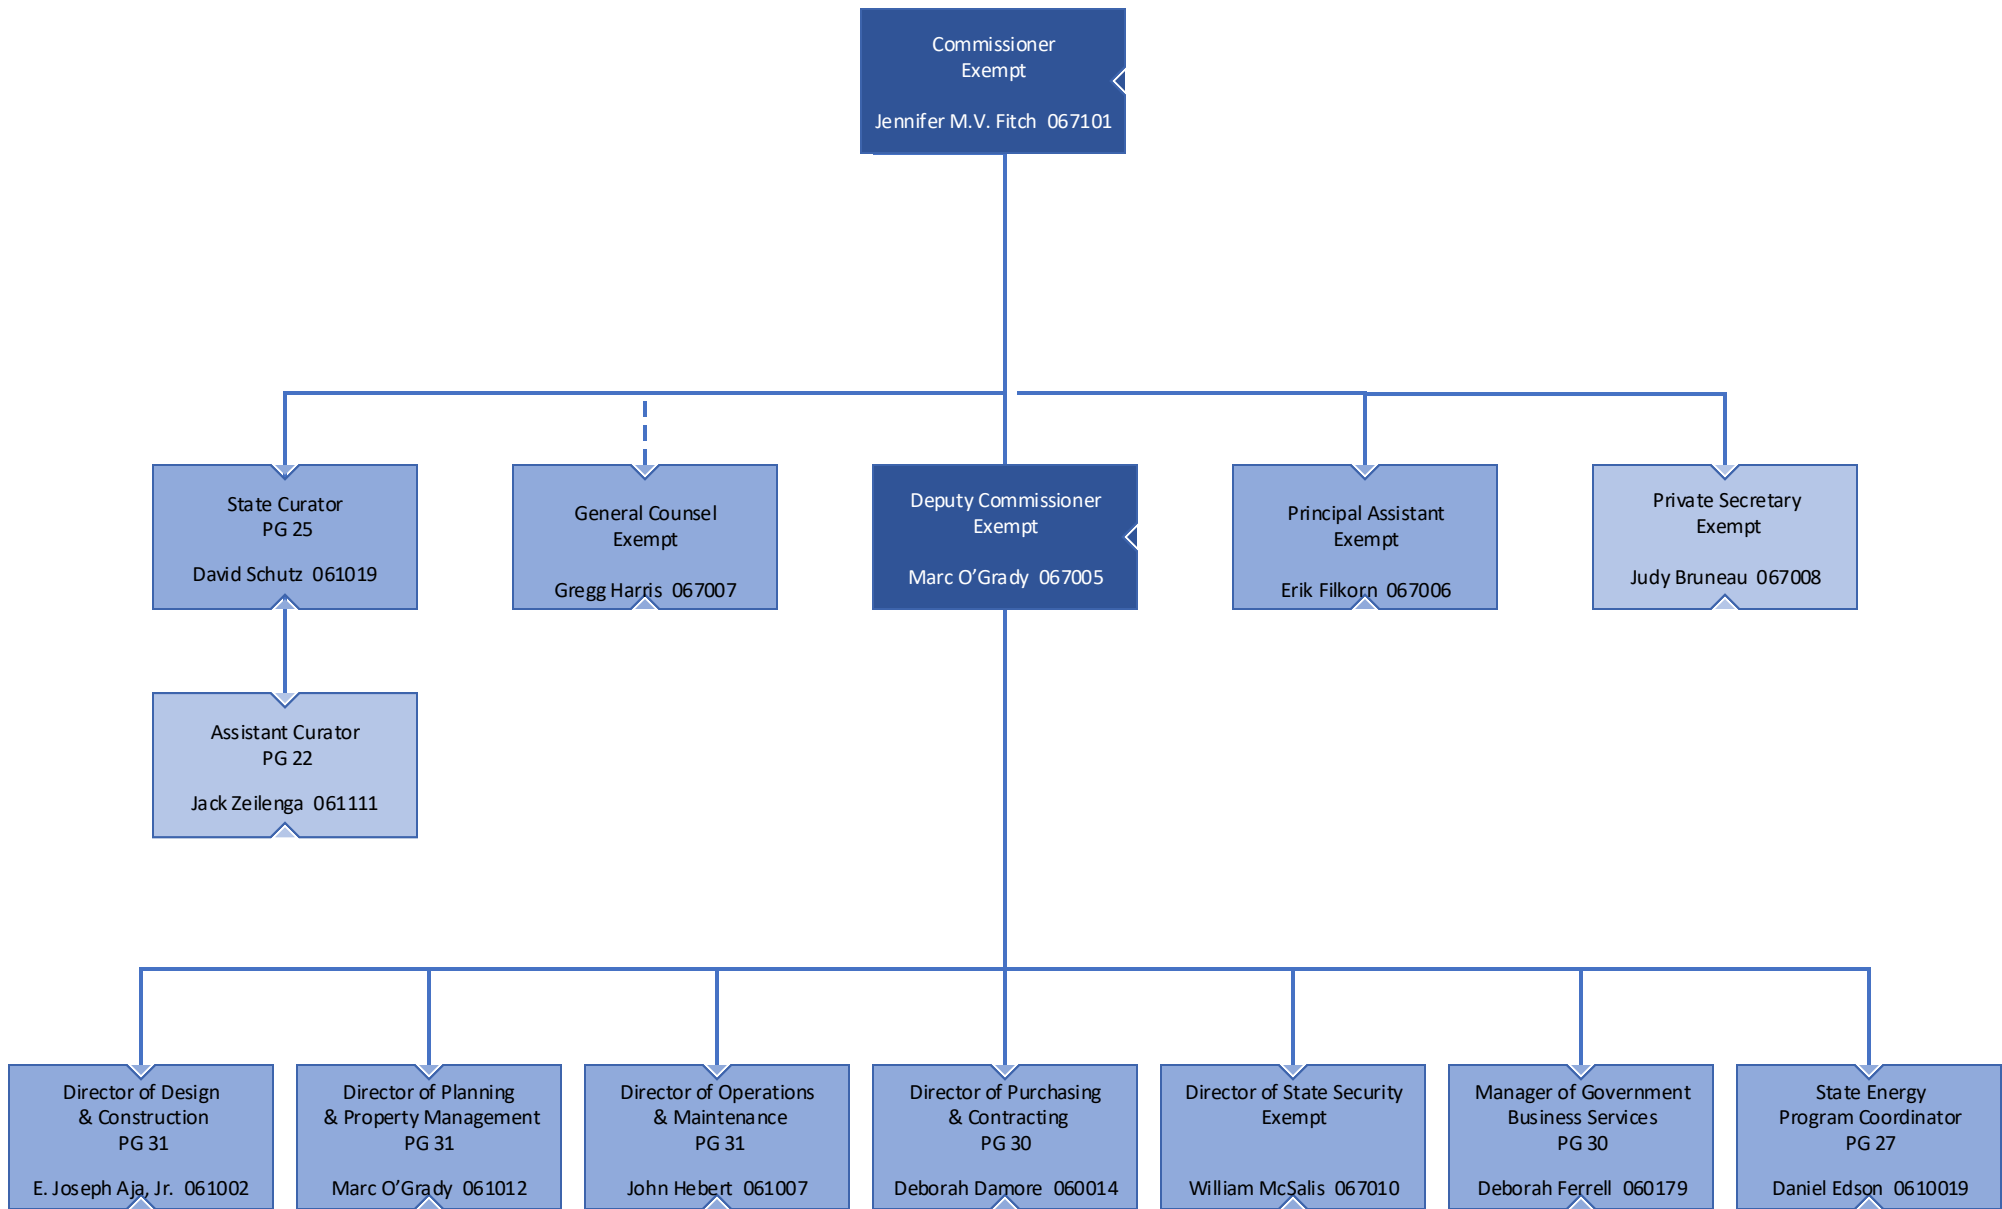 Commissioner
Exempt
Jennifer M.V. Fitch 067101
State Curator
PG 25
David Schutz 061019
General Counsel
Exempt
Gregg Harris 067007
Deputy Commissioner
Exempt
Marc O’Grady 067005
Principal Assistant
Exempt
Erik Filkorn 067006
Private Secretary
Exempt
Judy Bruneau 067008
Assistant Curator
PG 22
Jack Zeilenga 061111
Director of Design
& Construction
PG 31
E. Joseph Aja, Jr. 061002
Director of Planning
& Property Management
PG 31
Marc O’Grady 061012
Director of Operations
& Maintenance
PG 31
John Hebert 061007
Director of Purchasing
& Contracting
PG 30
Deborah Damore 060014
Director of State Security
Exempt
William McSalis 067010
Manager of Government
Business Services
PG 30
Deborah Ferrell 060179
State Energy
Program Coordinator
PG 27
Daniel Edson 0610019